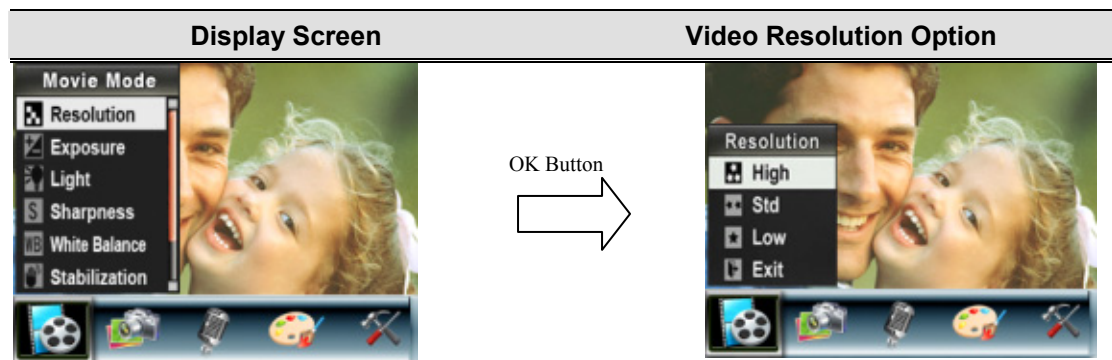 Display Screen
Video Resolution Option
Movie Mode
Resolution
Exposure
Light
S Sharpness
WB White Balance
Stabilization
OK Button
Resolution
High
Std
Low
Exit